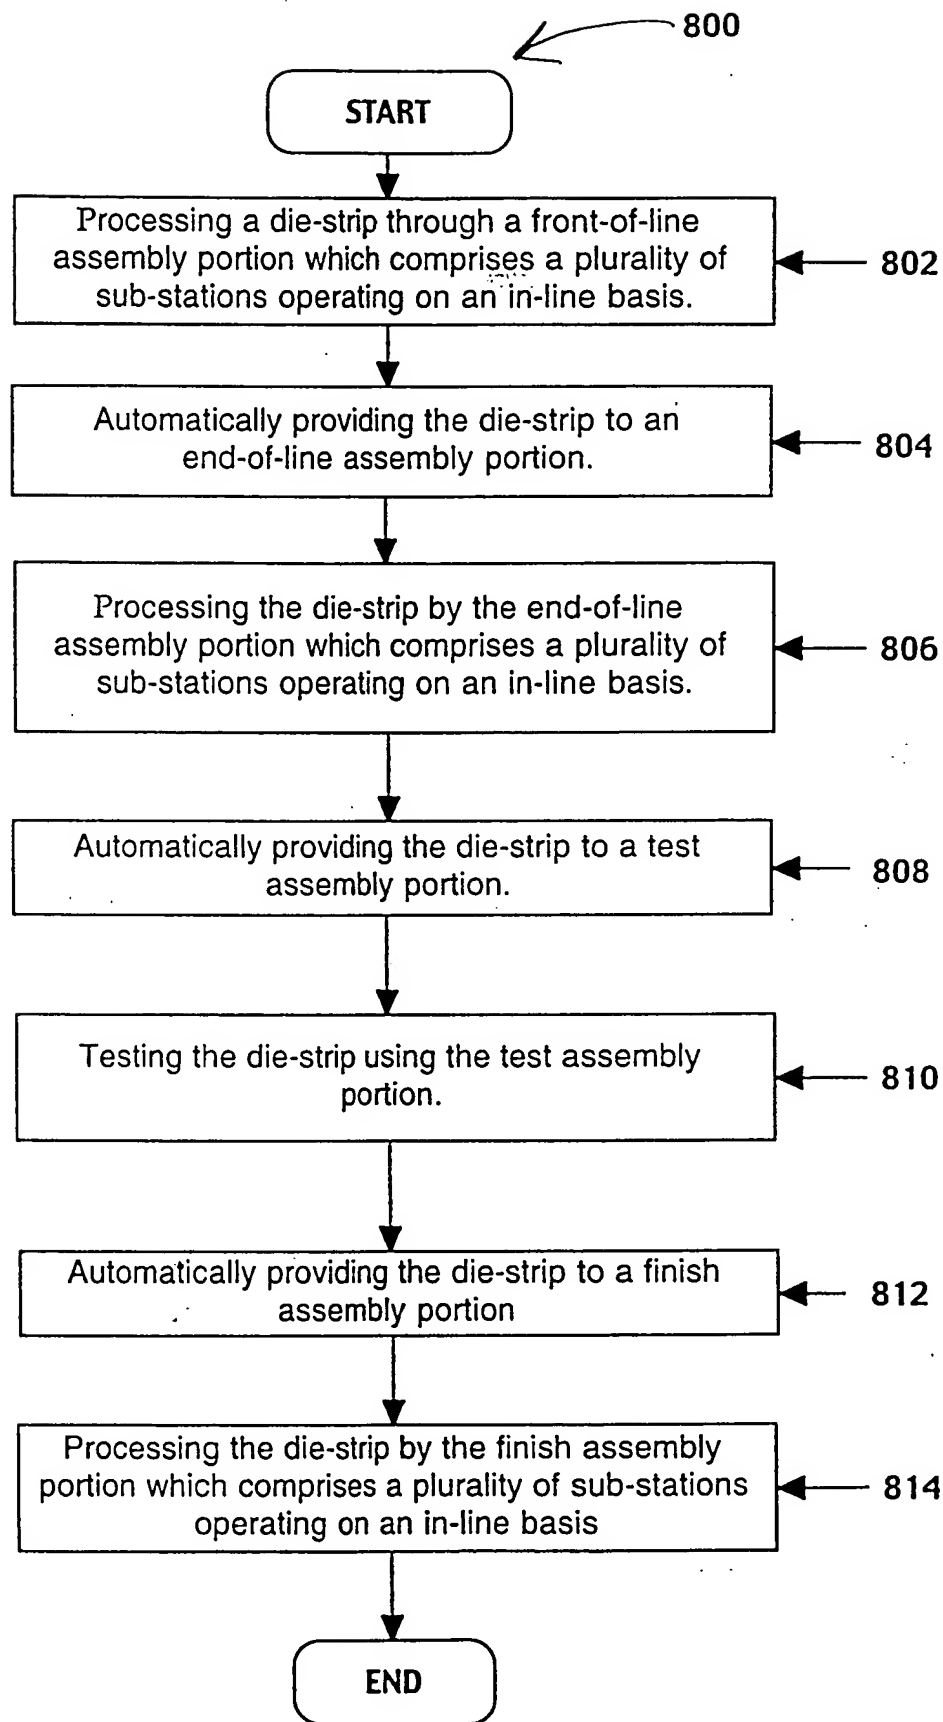 800
START
Processing a die-strip through a front-of-line
assembly portion which comprises a plurality of
sub-stations operating on an in-line basis.
802
Automatically providing the die-strip to an
end-of-line assembly portion.
804
Processing the die-strip by the end-of-line
assembly portion which comprises a plurality of
sub-stations operating on an in-line basis.
806
Automatically providing the die-strip to a test
assembly portion.
808
Testing the die-strip using the test assembly
portion.
810
Automatically providing the die-strip to a finish
assembly portion
812
Processing the die-strip by the finish assembly
portion which comprises a plurality of sub-stations
operating on an in-line basis
814
END